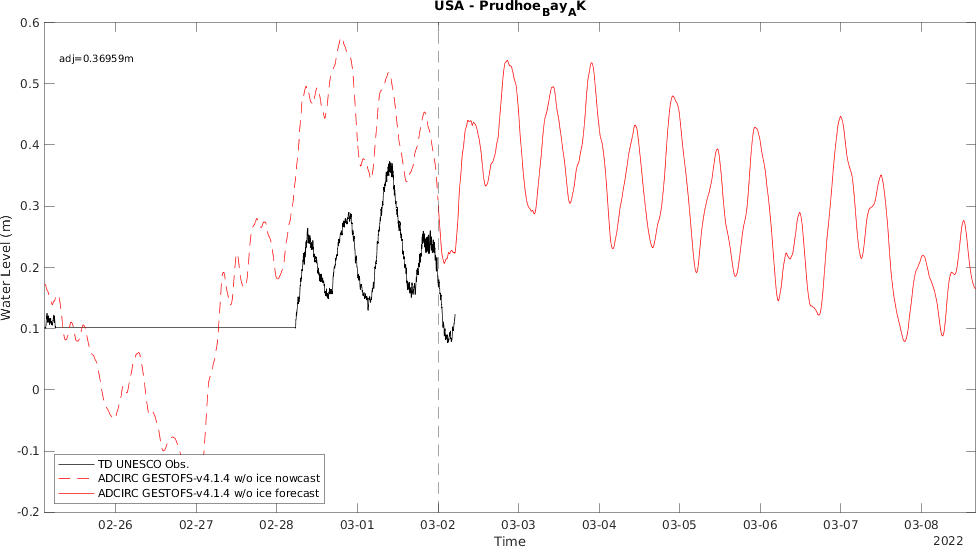 USA - Prudhoe_Bay_AK
0.6
0.5
0.4
0.3
0.2
0.1
0
-0.1
-0.2
Water Level (m)
adj=0.36959m
TD UNESCO Obs.
ADCIRC GESTOFS-v4.1.4 w/o ice nowcast
ADCIRC GESTOFS-v4.1.4 w/o ice forecast
02-26 02-27 02-28 03-01 03-02 03-03 03-04 03-05 03-06 03-07 03-08
Time
2022